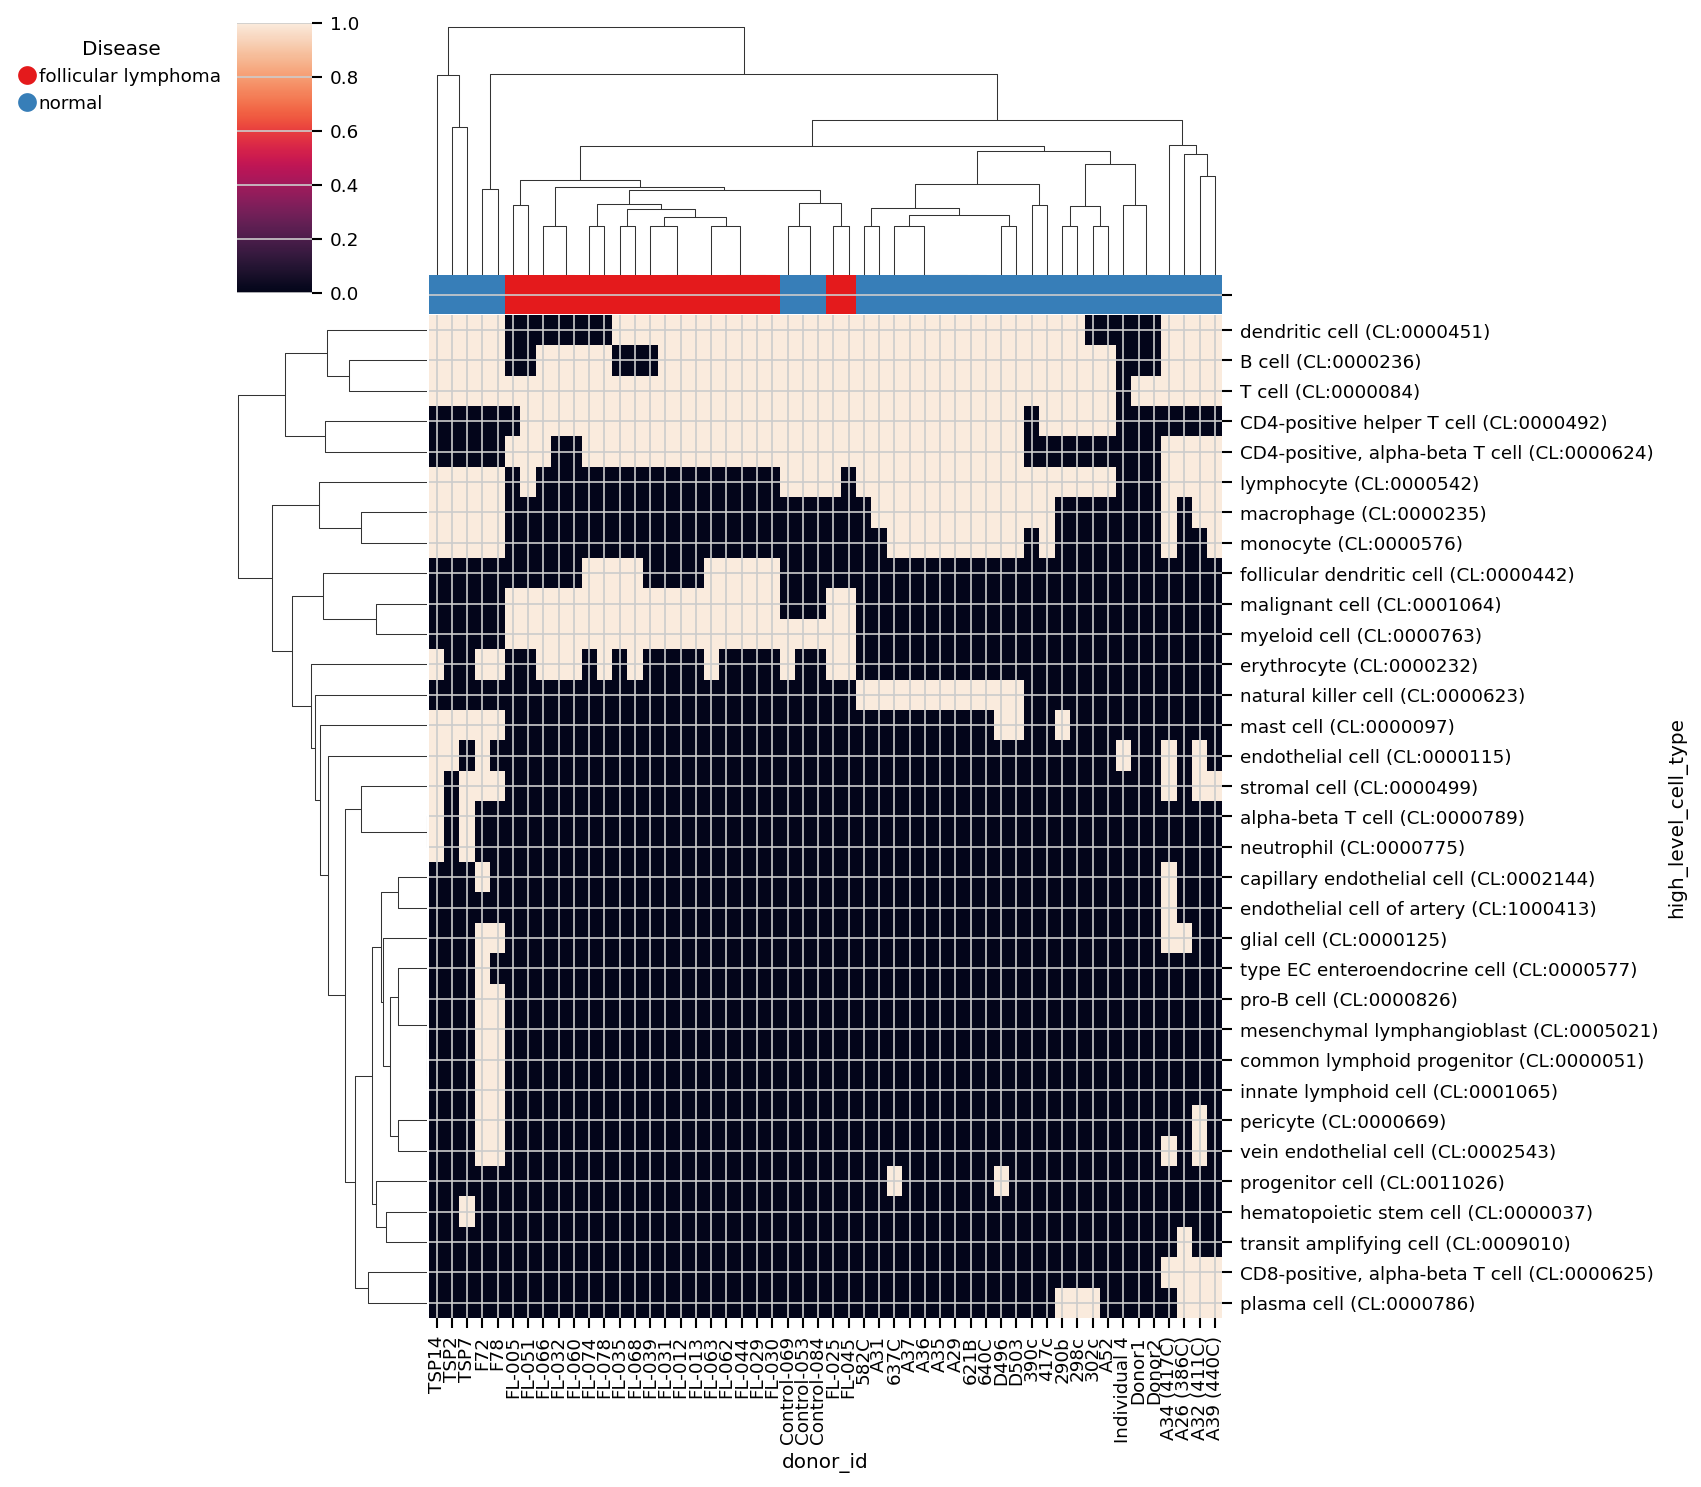 Disease
follicular lymphoma
normal
1.0
0.8
0.6
0.4
0.2
0.0
dendritic cell (CL:0000451)
B cell (CL:0000236)
T cell (CL:0000084)
CD4-positive helper T cell (CL:0000492)
CD4-positive, alpha-beta T cell (CL:0000624)
lymphocyte (CL:0000542)
macrophage (CL:0000235)
monocyte (CL:0000576)
follicular dendritic cell (CL:0000442)
malignant cell (CL:0001064)
myeloid cell (CL:0000763)
erythrocyte (CL:0000232)
natural killer cell (CL:0000623)
mast cell (CL:0000097)
endothelial cell (CL:0000115)
stromal cell (CL:0000499)
alpha-beta T cell (CL:0000789)
neutrophil (CL:0000775)
capillary endothelial cell (CL:0002144)
endothelial cell of artery (CL:1000413)
glial cell (CL:0000125)
type EC enteroendocrine cell (CL:0000577)
pro-B cell (CL:0000826)
mesenchymal lymphangioblast (CL:0005021)
common lymphoid progenitor (CL:0000051)
innate lymphoid cell (CL:0001065)
pericyte (CL:0000669)
vein endothelial cell (CL:0002543)
progenitor cell (CL:0011026)
hematopoietic stem cell (CL:0000037)
transit amplifying cell (CL:0009010)
CD8-positive, alpha-beta T cell (CL:0000625)
plasma cell (CL:0000786)
high_level_cell_type
TSP14
TSP2
TSP7
F72
F78
FL-005
FL-051
FL-066
FL-032
FL-060
FL-074
FL-078
FL-035
FL-068
FL-039
FL-031
FL-012
FL-013
FL-063
FL-062
FL-044
FL-029
FL-030
Control-069
Control-053
Control-084
FL-025
FL-045
582C
A31
637C
A37
A36
A35
A29
621B
640C
D496
D503
390c
417c
290b
298c
302c
A52
Individual 4
Donor1
Donor2
A34 (417C)
A26 (386C)
A32 (411C)
A39 (440C)
donor_id